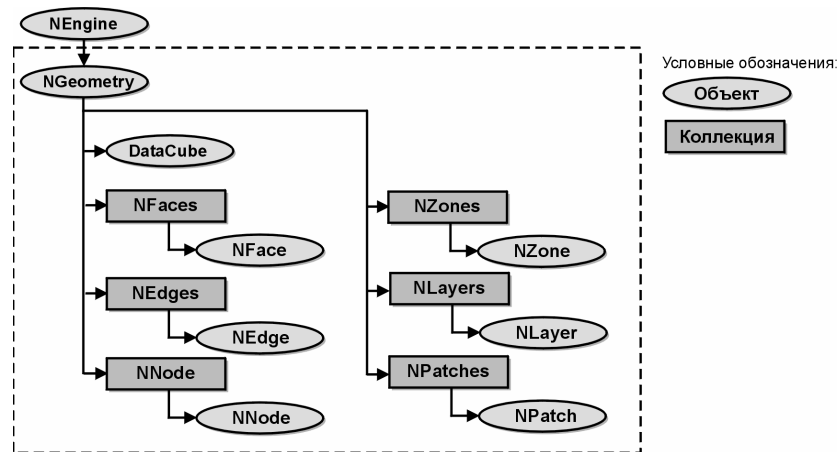 NEngine
NGeometry
DataCube
NFaces
NFace
NEdges
NEdge
NNode
NNode
NZones
NZone
NLayers
NLayer
NPatches
NPatch
Условные обозначения:
Объект
Коллекция